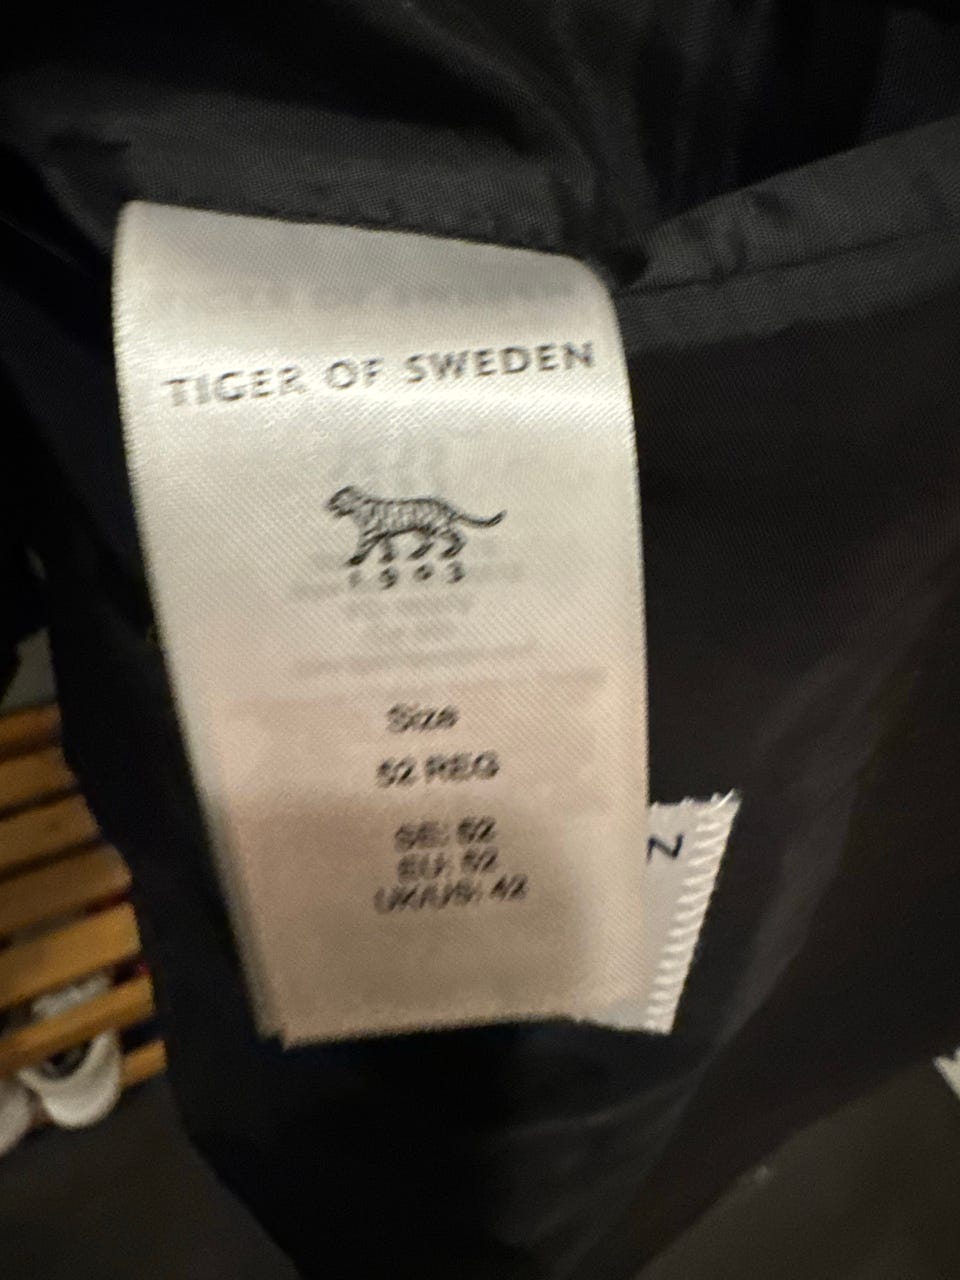 TIGER OF SWEDEN
1903
Size
52 REG
SE: 52
EU: 52
UK/US: 42
Z